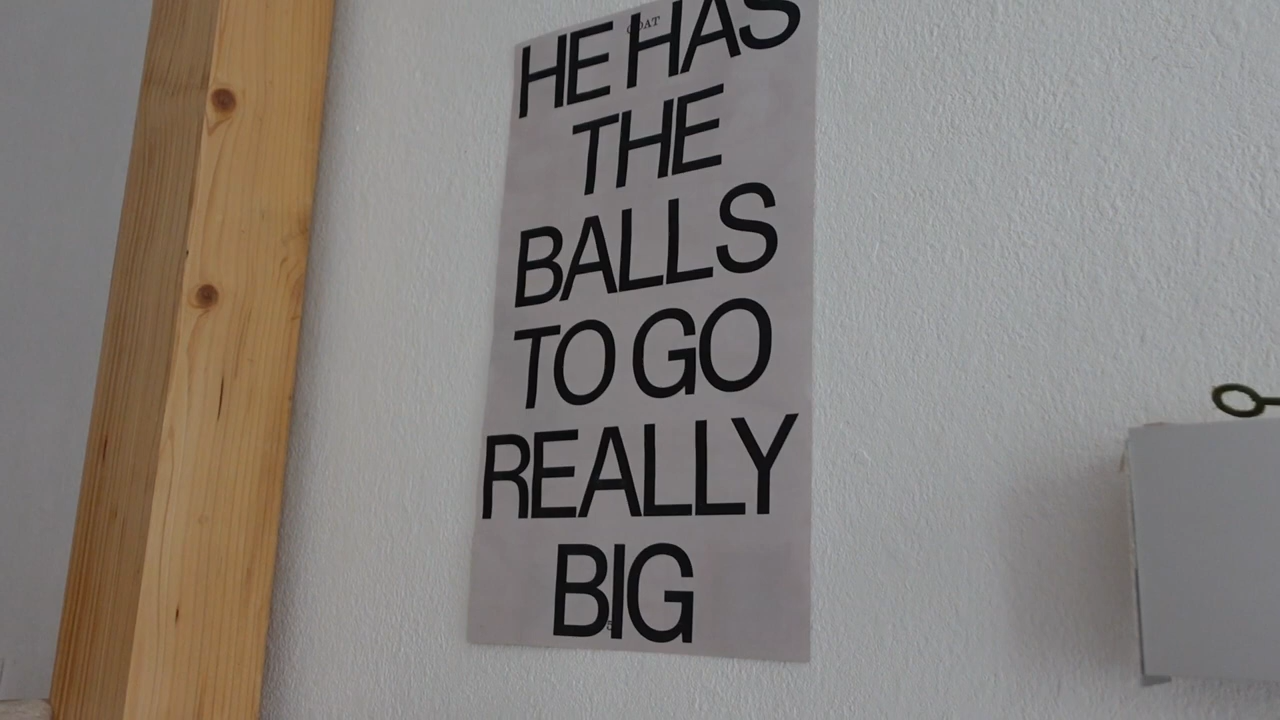 HE HAS
THE
BALLS
TO GO
REALLY
BIG